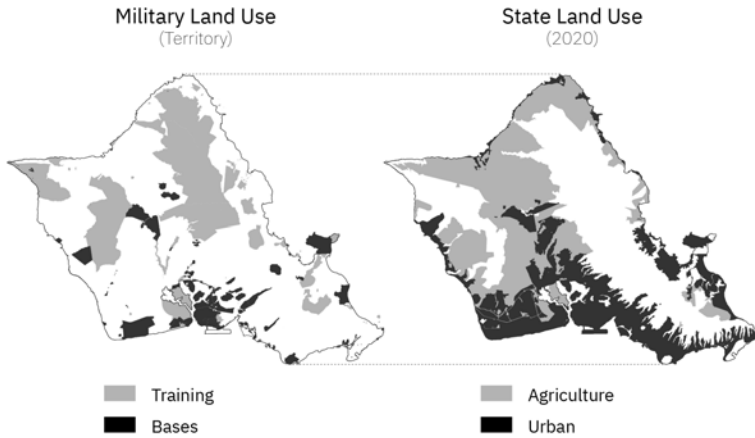 Military Land Use
(Territory)
State Land Use
(2020)
Training
Bases
Agriculture
Urban